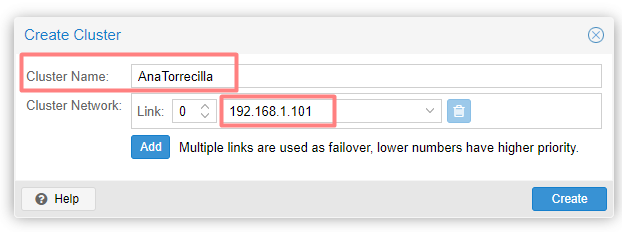 Create Cluster
Cluster Name: AnaTorrecilla
Cluster Network: Link: 0 192.168.1.101
Add Multiple links are used as failover, lower numbers have higher priority.
? Help Create